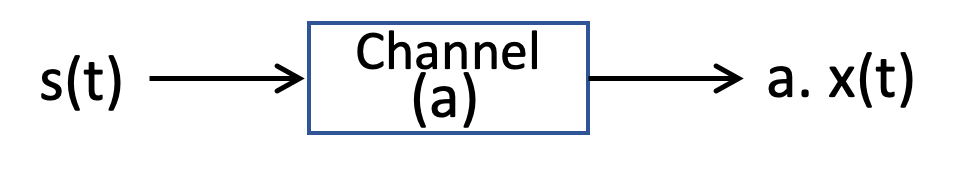 s(t)
Channel
(a)
a. x(t)